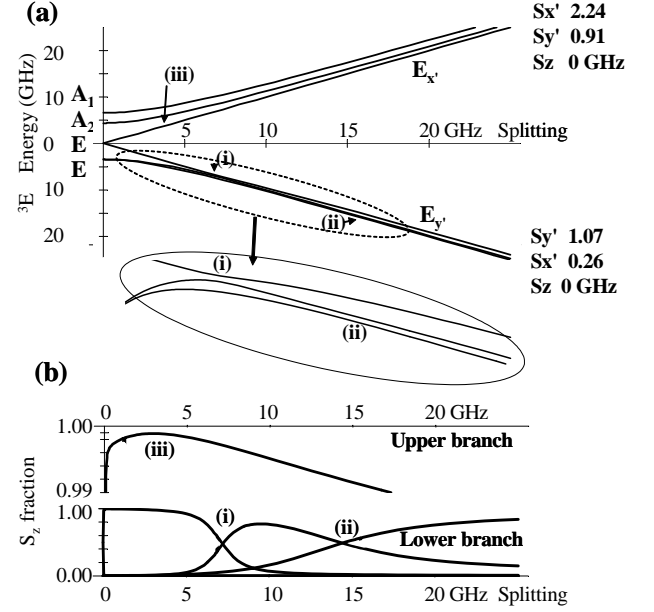 (a)
Sx' 2.24
Sy' 0.91
Sz 0 GHz
20
10
0
10
20
³E Energy (GHz)
A₁
A₂
E
E
(iii)
Eₓ'
5 10 15 20 GHz Splitting
(i)
(ii)
Ey'
Sy' 1.07
Sx' 0.26
Sz 0 GHz
(i)
(ii)
(b)
0 5 10 15 20 GHz
1.00
Upper branch
(iii)
0.99
S_z fraction
1.00
(i)
(ii)
Lower branch
0.00
0 5 10 15 20 GHz Splitting